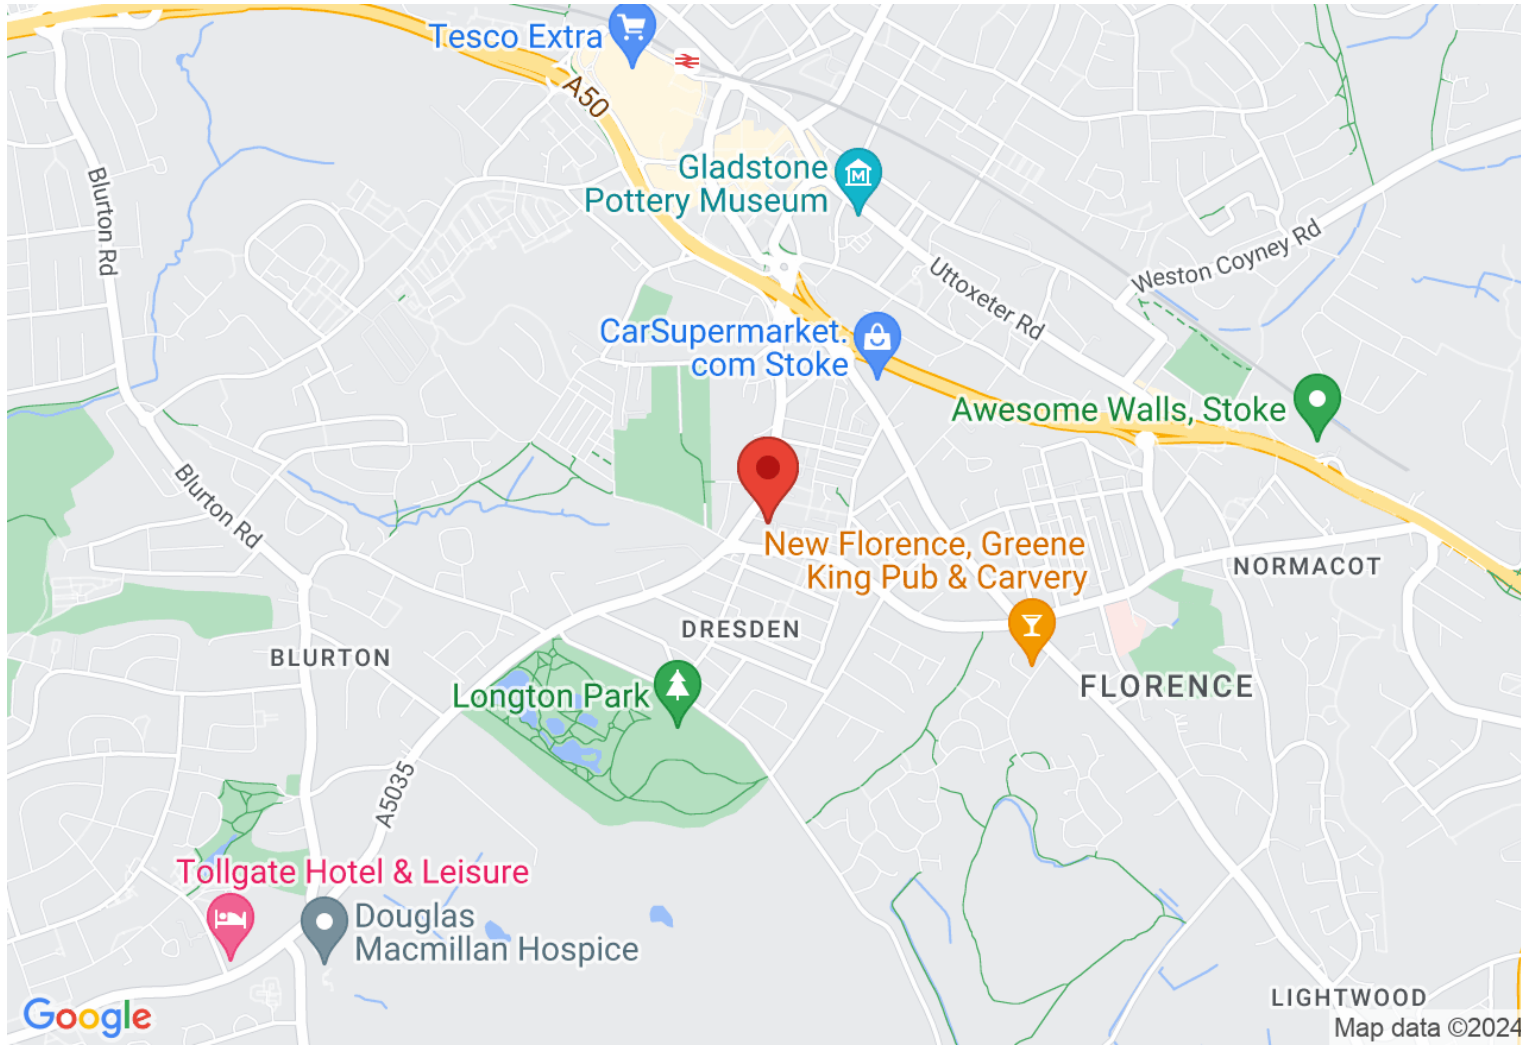 Tesco Extra
A50
Gladstone
Pottery Museum
Blurton Rd
Weston Coyney Rd
Uttoxeter Rd
CarSupermarket.
com Stoke
Awesome Walls, Stoke
Blurton Rd
New Florence, Greene
King Pub & Carvery
NORMACOT
DRESDEN
BLURTON
Longton Park
FLORENCE
A5035
Tollgate Hotel & Leisure
Douglas
Macmillan Hospice
LIGHTWOOD
Google
Map data ©2024